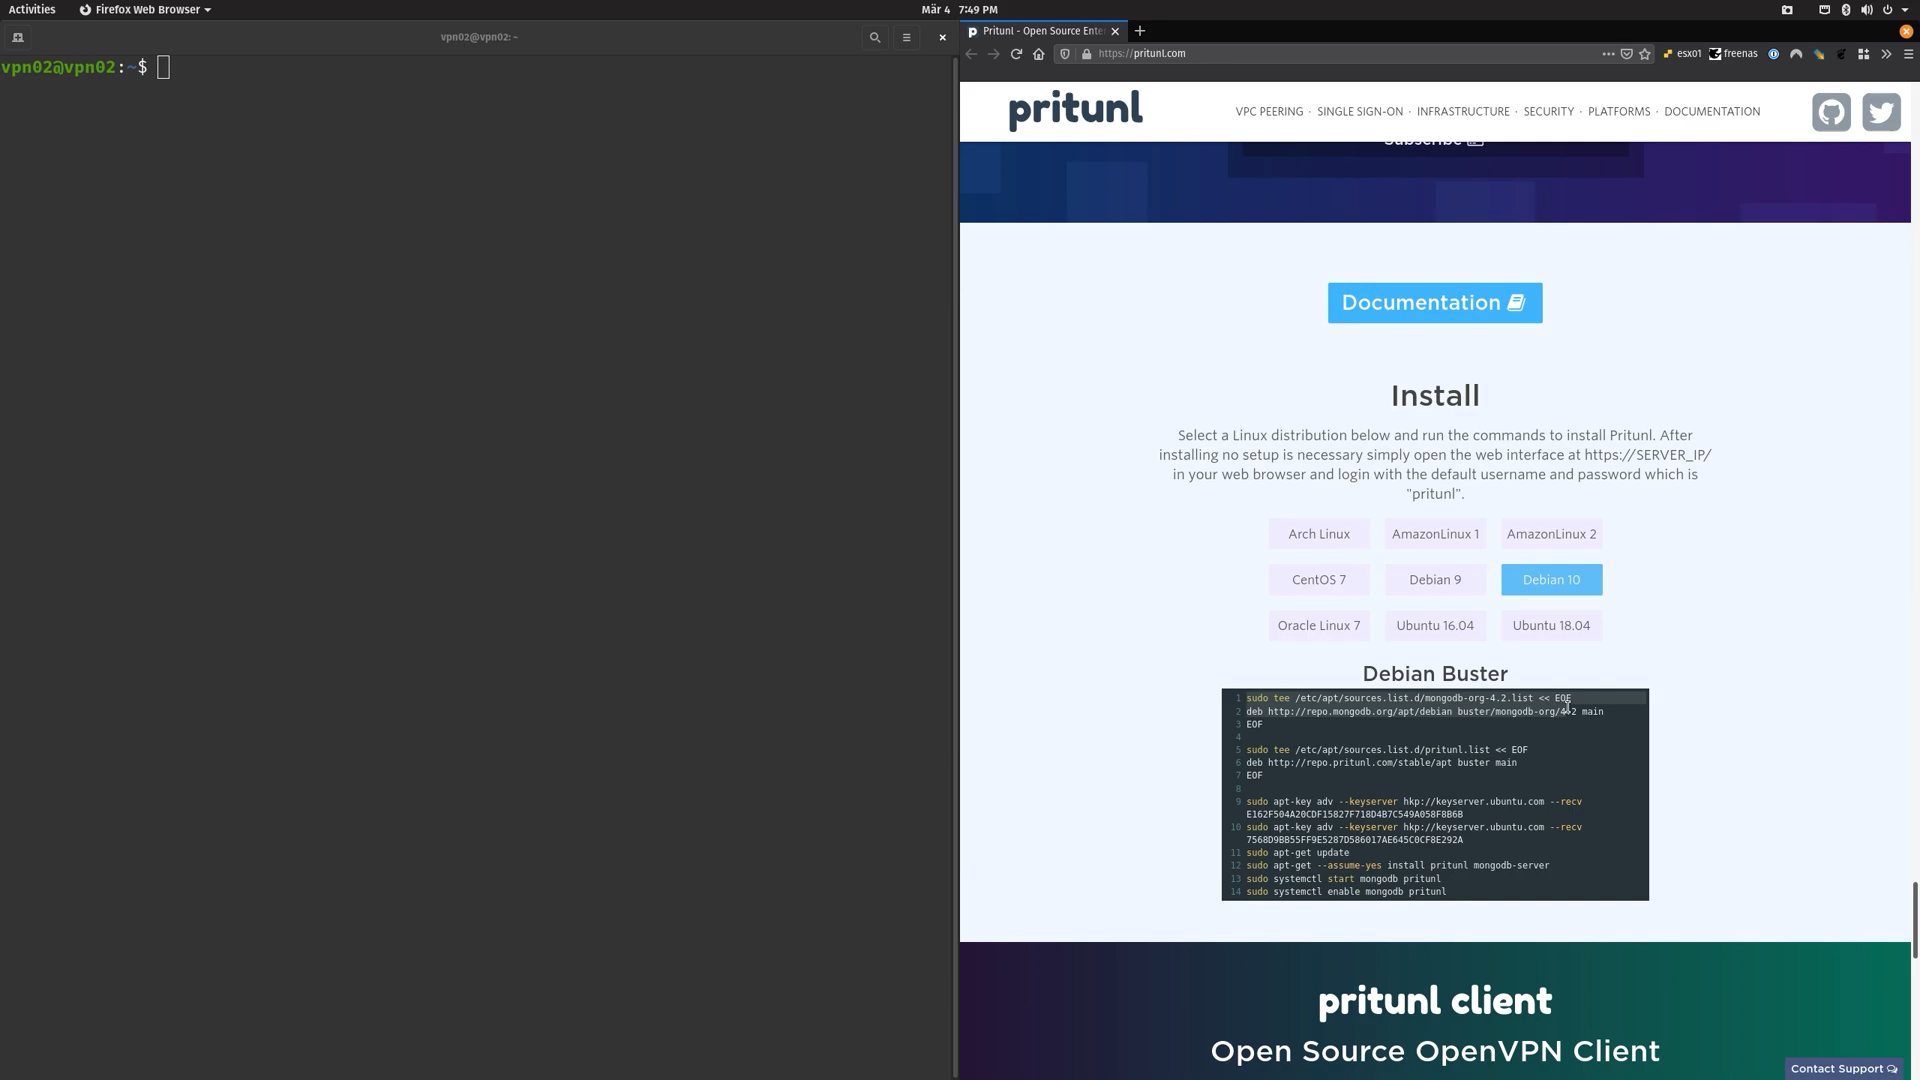 Activities
Firefox Web Browser
Mär 4 7:49 PM
vpn02@vpn02: ~
vpn02@vpn02:~$
Pritunl - Open Source Ente
https://pritunl.com
esx01
freenas
pritunl
VPC PEERING · SINGLE SIGN-ON · INFRASTRUCTURE · SECURITY · PLATFORMS · DOCUMENTATION
Subscribe
Documentation
Install
Select a Linux distribution below and run the commands to install Pritunl. After
installing no setup is necessary simply open the web interface at https://SERVER_IP/
in your web browser and login with the default username and password which is
"pritunl".
Arch Linux
AmazonLinux 1
AmazonLinux 2
CentOS 7
Debian 9
Debian 10
Oracle Linux 7
Ubuntu 16.04
Ubuntu 18.04
Debian Buster
1 sudo tee /etc/apt/sources.list.d/mongodb-org-4.2.list << EOF
2 deb http://repo.mongodb.org/apt/debian buster/mongodb-org/4.2 main
3 EOF
4
5 sudo tee /etc/apt/sources.list.d/pritunl.list << EOF
6 deb http://repo.pritunl.com/stable/apt buster main
7 EOF
8
9 sudo apt-key adv --keyserver hkp://keyserver.ubuntu.com --recv
E162F504A20CDF15827F718D4B7C549A058F8B6B
10 sudo apt-key adv --keyserver hkp://keyserver.ubuntu.com --recv
7568D9BB55FF9E5287D586017AE645C0CF8E292A
11 sudo apt-get update
12 sudo apt-get --assume-yes install pritunl mongodb-server
13 sudo systemctl start mongodb pritunl
14 sudo systemctl enable mongodb pritunl
pritunl client
Open Source OpenVPN Client
Contact Support